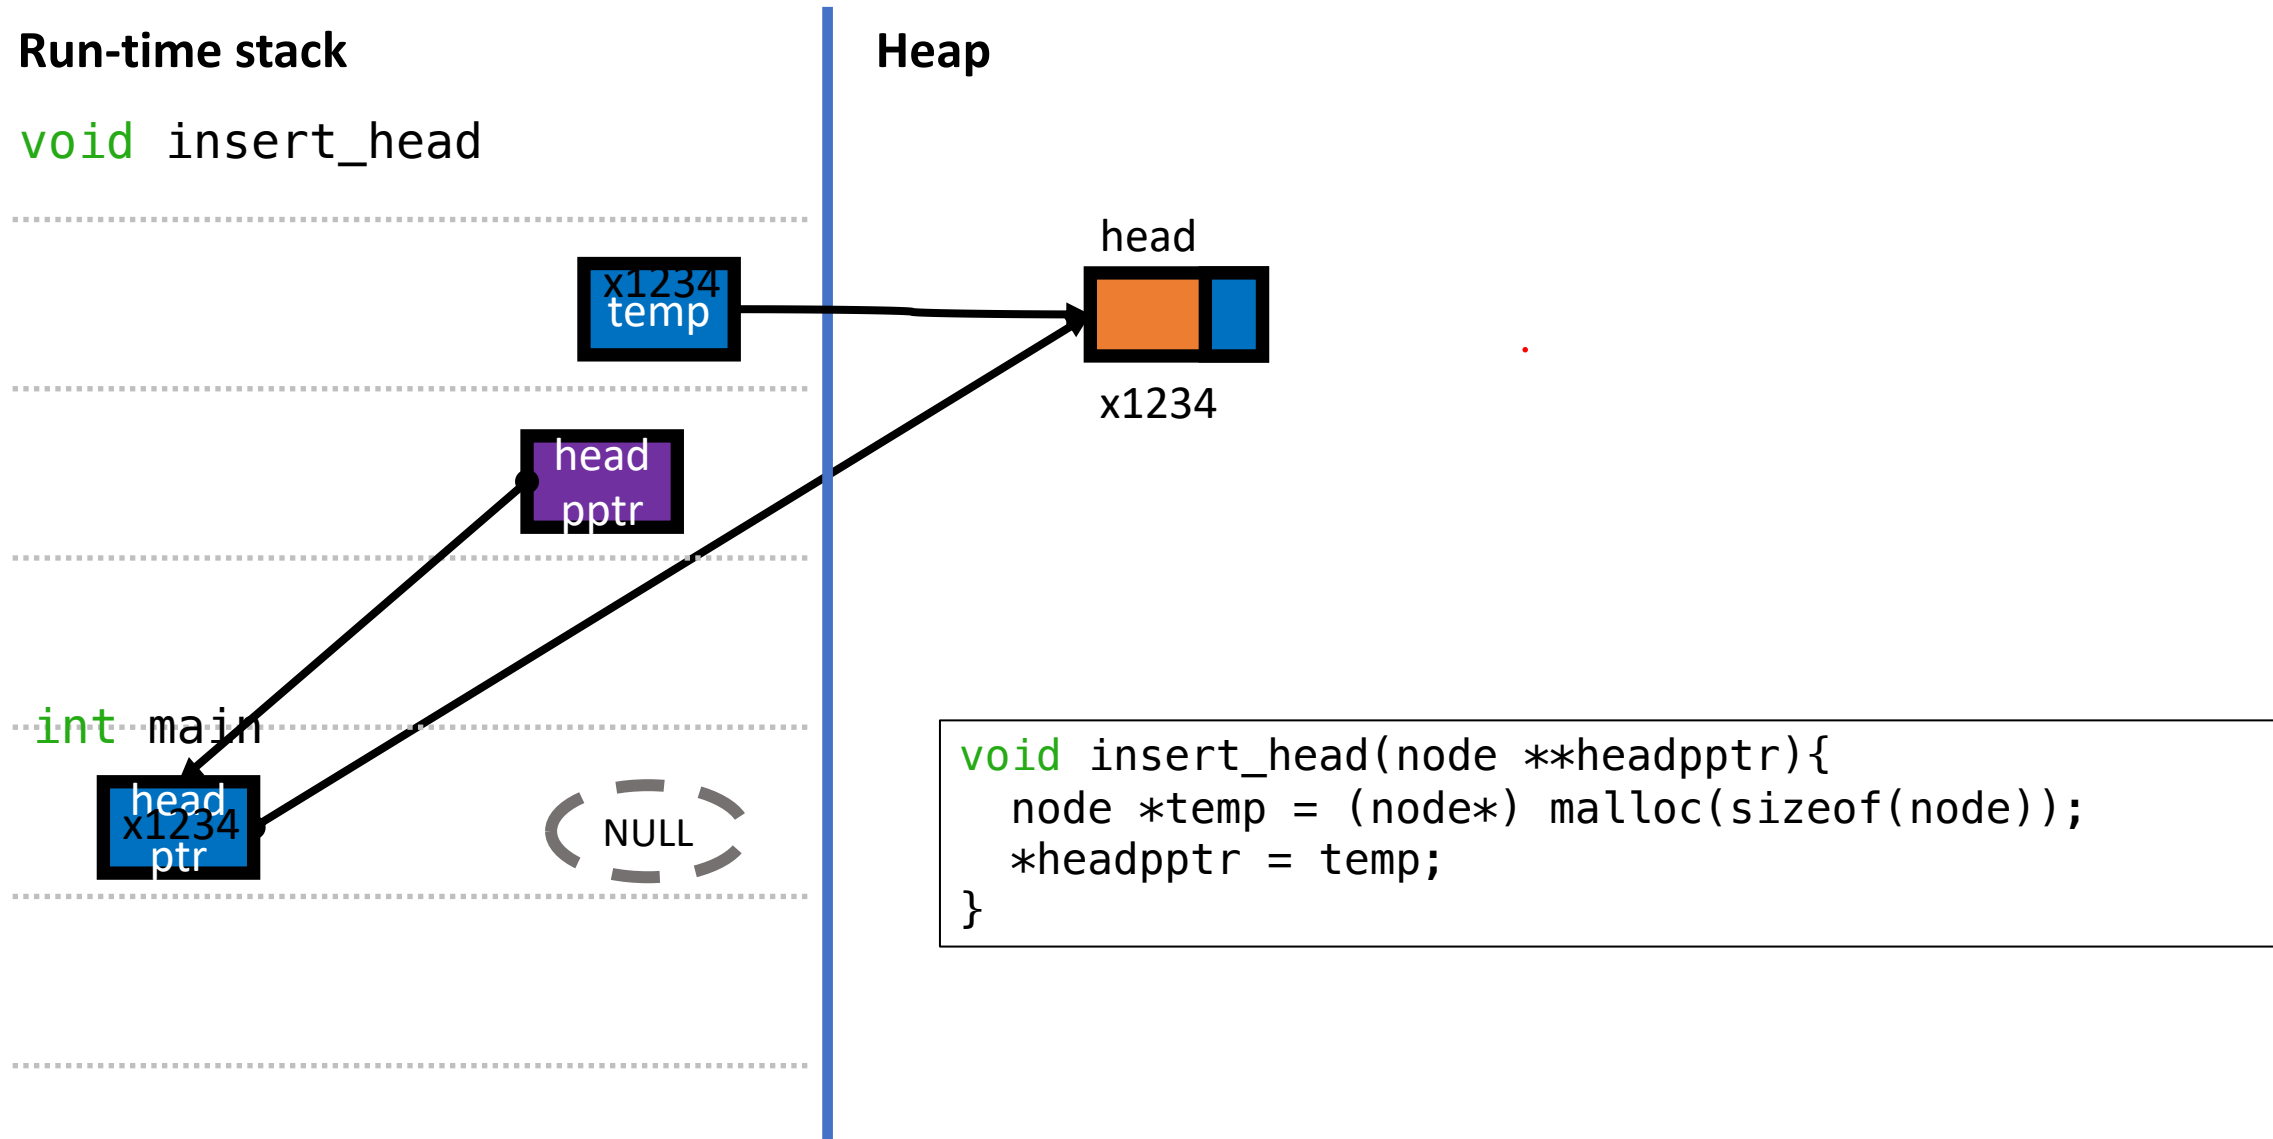 Run-time stack
Heap
void insert_head
head
x1234
temp
x1234
head
pptr
int main
head
x1234
ptr
NULL
void insert_head(node **headpptr){
  node *temp = (node*) malloc(sizeof(node));
  *headpptr = temp;
}